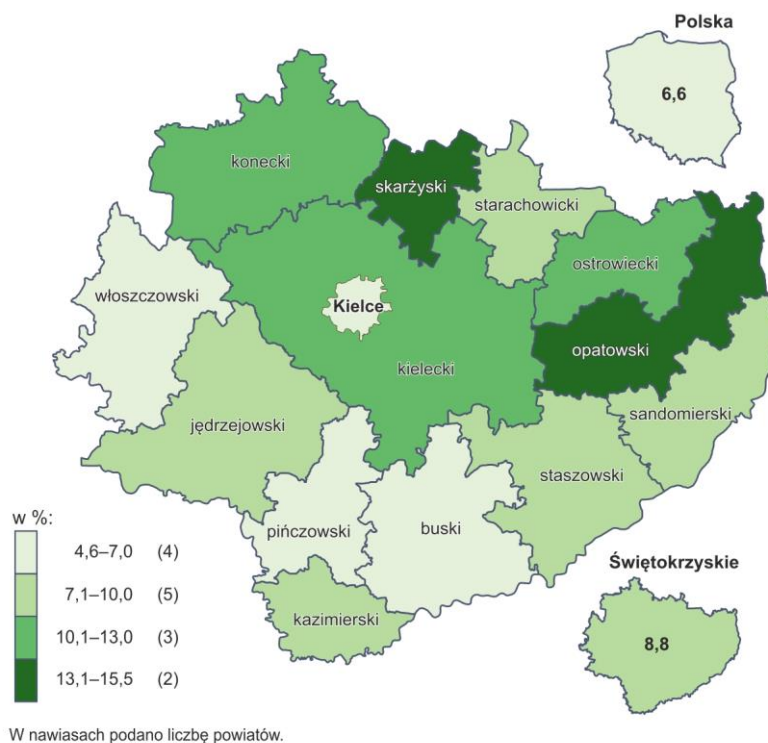 Polska
6,6
konecki
skarżyski
starachowicki
ostrowiecki
włoszczowski
Kielce
opatowski
kielecki
sandomierski
jędrzejowski
staszowski
pińczowski
buski
kazimierski
w %:
4,6–7,0 (4)
7,1–10,0 (5)
10,1–13,0 (3)
13,1–15,5 (2)
Świętokrzyskie
8,8
W nawiasach podano liczbę powiatów.